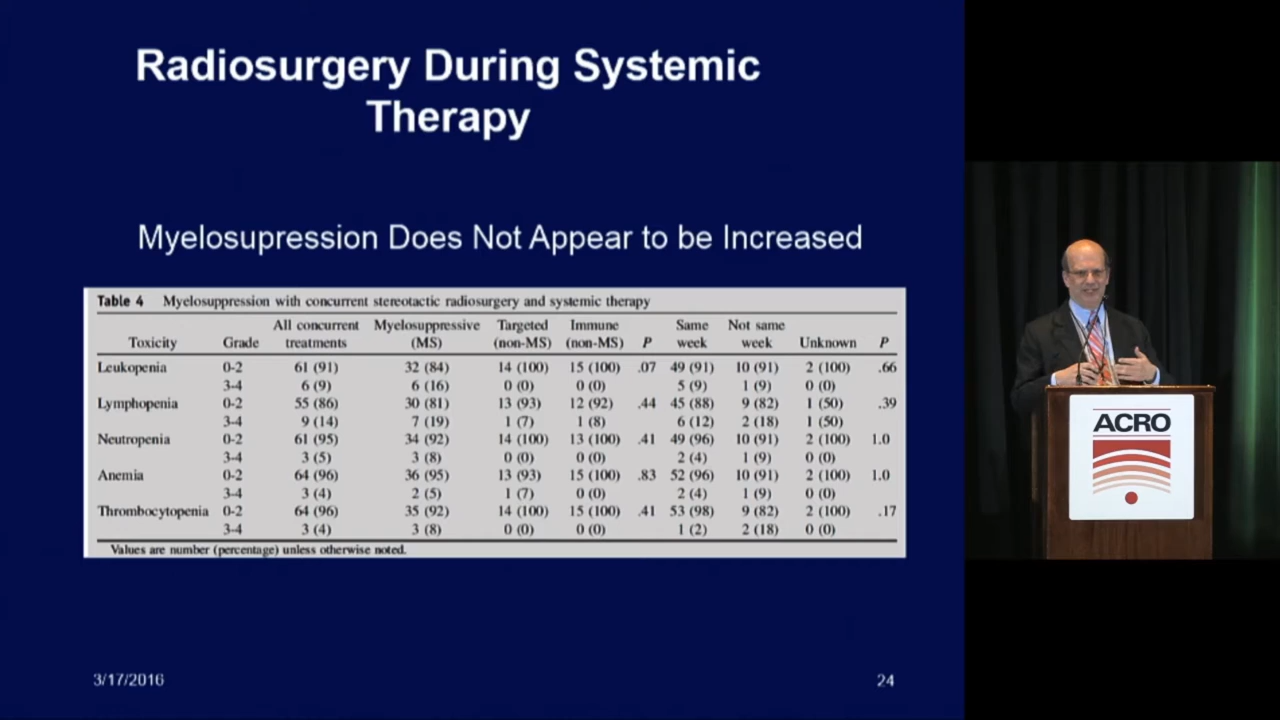 Radiosurgery During Systemic
Therapy
Myelosupression Does Not Appear to be Increased
Table 4 Myelosuppression with concurrent stereotactic radiosurgery and systemic therapy
All concurrent Myelosuppressive Targeted Immune Same Not same
Toxicity Grade treatments (MS) (non-MS) (non-MS) P week week Unknown P
Leukopenia 0-2 61 (91) 32 (84) 14 (100) 15 (100) .07 49 (91) 10 (91) 2 (100) .66
3-4 6 (9) 6 (16) 0 (0) 0 (0) 5 (9) 1 (9) 0 (0)
Lymphopenia 0-2 55 (86) 30 (81) 13 (93) 12 (92) .44 45 (88) 9 (82) 1 (50) .39
3-4 9 (14) 7 (19) 1 (7) 1 (8) 6 (12) 2 (18) 1 (50)
Neutropenia 0-2 61 (95) 34 (92) 14 (100) 13 (100) .41 49 (96) 10 (91) 2 (100) 1.0
3-4 3 (5) 3 (8) 0 (0) 0 (0) 2 (4) 1 (9) 0 (0)
Anemia 0-2 64 (96) 36 (95) 13 (93) 15 (100) .83 52 (96) 10 (91) 2 (100) 1.0
3-4 3 (4) 2 (5) 1 (7) 0 (0) 2 (4) 1 (9) 0 (0)
Thrombocytopenia 0-2 64 (96) 35 (92) 14 (100) 15 (100) .41 53 (98) 9 (82) 2 (100) .17
3-4 3 (4) 3 (8) 0 (0) 0 (0) 1 (2) 2 (18) 0 (0)
Values are number (percentage) unless otherwise noted.
3/17/2016
24
ACRO